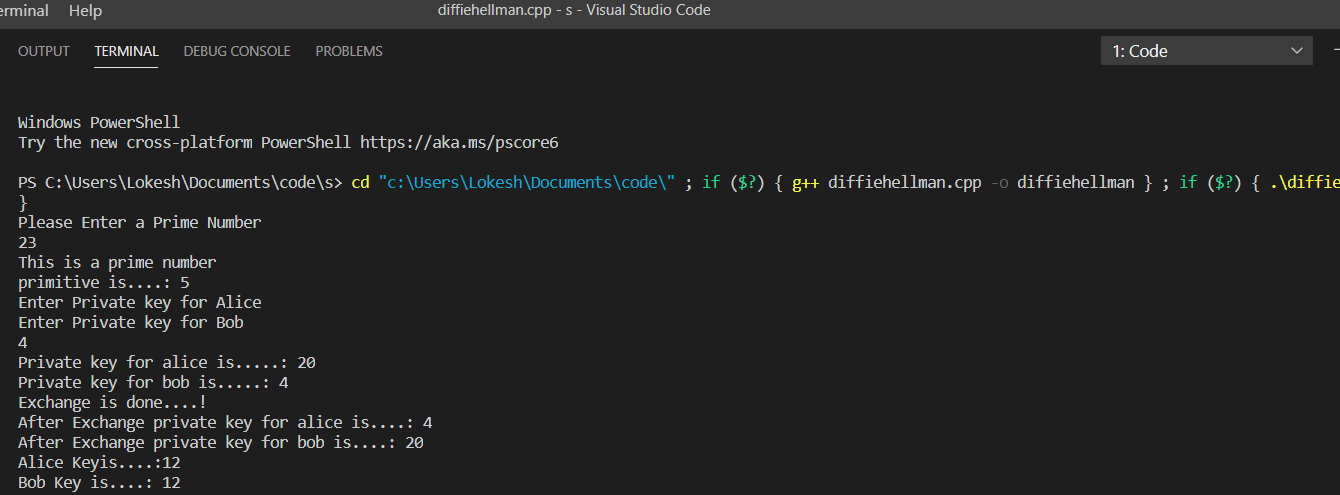 erminal Help diffiehellman.cpp - s - Visual Studio Code
OUTPUT TERMINAL DEBUG CONSOLE PROBLEMS 1: Code
Windows PowerShell
Try the new cross-platform PowerShell https://aka.ms/pscore6
PS C:\Users\Lokesh\Documents\code\s> cd "c:\Users\Lokesh\Documents\code\" ; if ($?) { g++ diffiehellman.cpp -o diffiehellman } ; if ($?) { .\diffie
}
Please Enter a Prime Number
23
This is a prime number
primitive is....: 5
Enter Private key for Alice
Enter Private key for Bob
4
Private key for alice is.....: 20
Private key for bob is.....: 4
Exchange is done....!
After Exchange private key for alice is....: 4
After Exchange private key for bob is....: 20
Alice Keyis....:12
Bob Key is....: 12